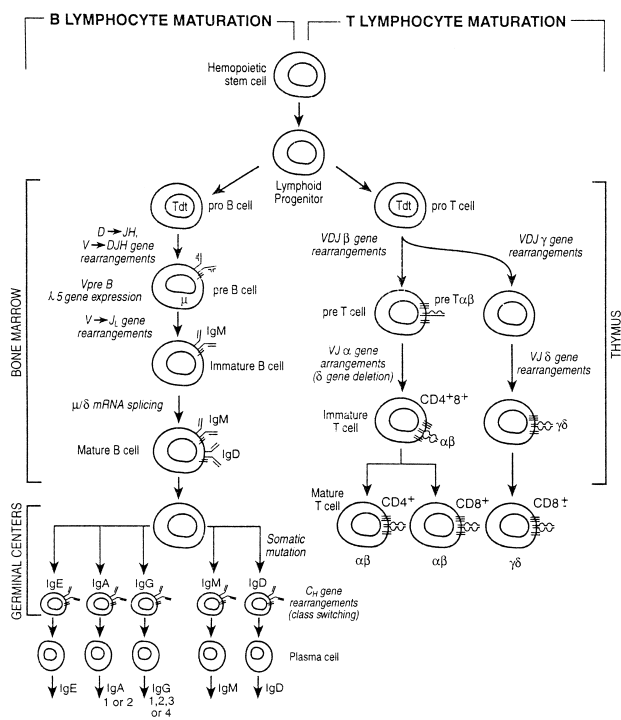 B LYMPHOCYTE MATURATION
T LYMPHOCYTE MATURATION
Hemopoietic
stem cell
Lymphoid
Progenitor
BONE MARROW
Tdt
pro B cell
D → JH,
V → DJH gene
rearrangements
Vpre B
λ 5 gene expression
μ
pre B cell
V → JL gene
rearrangements
IgM
Immature B cell
μ/δ mRNA splicing
IgM
IgD
Mature B cell
GERMINAL CENTERS
Somatic
mutation
IgE
IgA
IgG
IgM
IgD
CH gene
rearrangements
(class switching)
Plasma cell
IgE
IgA
1 or 2
IgG
1,2,3
or 4
IgM
IgD
THYMUS
Tdt
pro T cell
VDJ β gene
rearrangements
VDJ γ gene
rearrangements
pre T cell
pre Tαβ
VJ α gene
arrangements
(δ gene deletion)
VJ δ gene
rearrangements
Immature
T cell
CD4+8+
αβ
γδ
Mature
T cell
CD4+
CD8+
CD8±
αβ
αβ
γδ